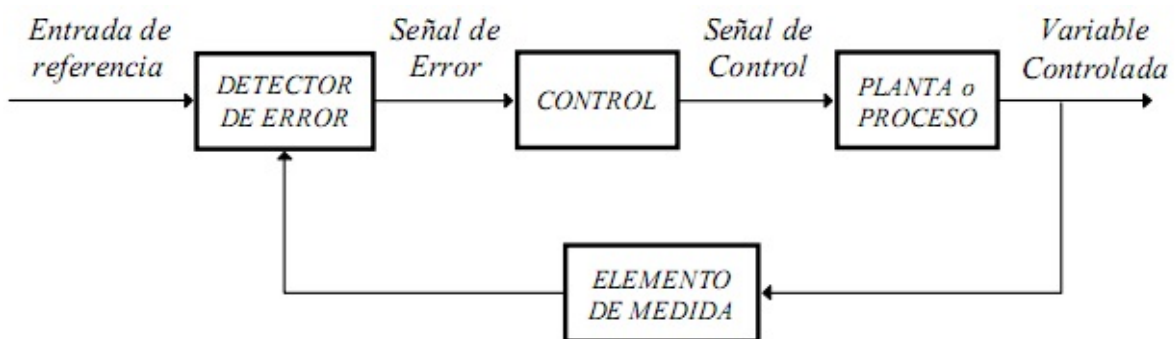 Entrada de
referencia
Señal de
Error
Señal de
Control
Variable
Controlada
DETECTOR
DE ERROR
CONTROL
PLANTA o
PROCESO
ELEMENTO
DE MEDIDA